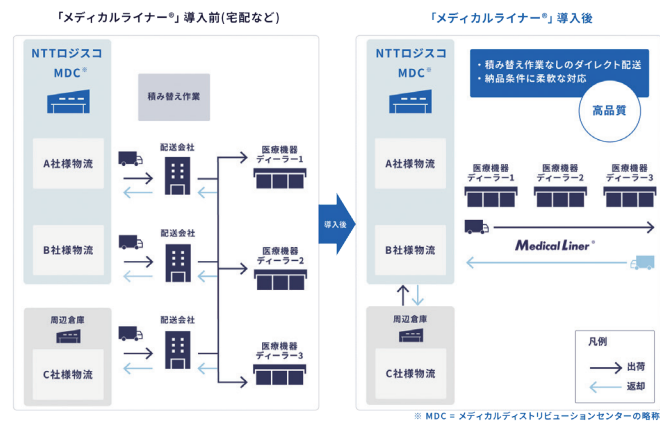 「メディカルライナー®」導入前(宅配など)
NTTロジスコ
MDC※
積み替え作業
A社様物流
配送会社
医療機器
ディーラー1
B社様物流
配送会社
医療機器
ディーラー2
周辺倉庫
C社様物流
配送会社
医療機器
ディーラー3
導入後
「メディカルライナー®」導入後
NTTロジスコ
MDC※
・積み替え作業なしのダイレクト配送
・納品条件に柔軟な対応
高品質
A社様物流
医療機器
ディーラー1
医療機器
ディーラー2
医療機器
ディーラー3
B社様物流
Medical Liner®
周辺倉庫
C社様物流
凡例
出荷
返却
※ MDC = メディカルディストリビューションセンターの略称